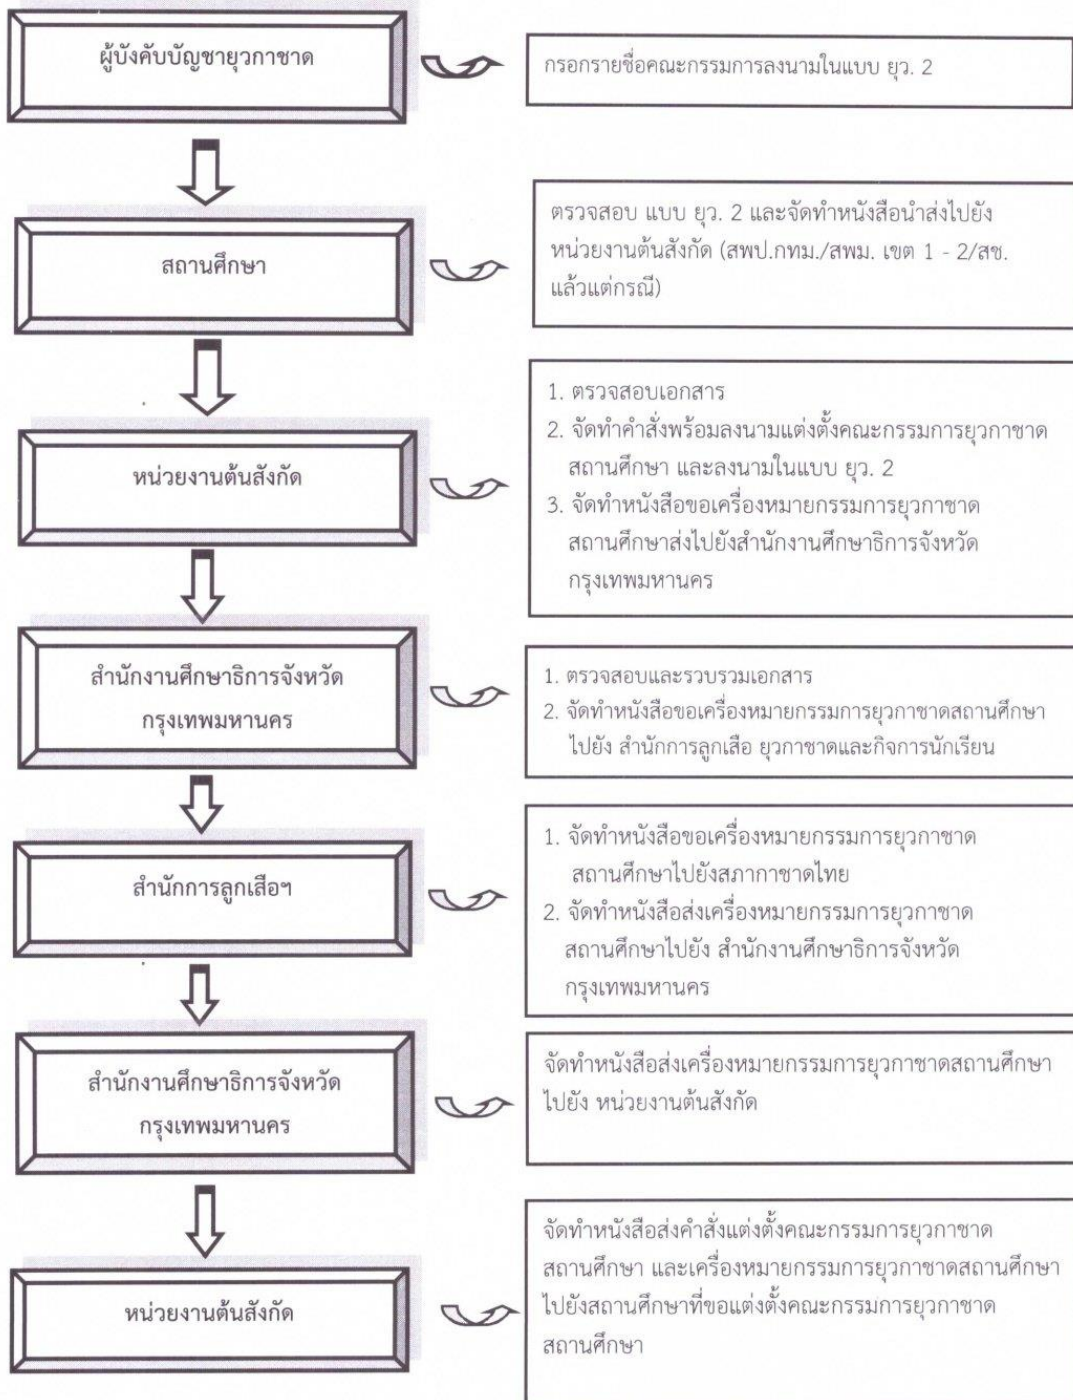 ผู้บังคับบัญชายุวกาชาด
กรอกรายชื่อคณะกรรมการลงนามในแบบ ยุว. 2
สถานศึกษา
ตรวจสอบ แบบ ยุว. 2 และจัดทำหนังสือนำส่งไปยัง
หน่วยงานต้นสังกัด (สพป.กทม./สพม. เขต 1 - 2/สช.
แล้วแต่กรณี)
หน่วยงานต้นสังกัด
1. ตรวจสอบเอกสาร
2. จัดทำคำสั่งพร้อมลงนามแต่งตั้งคณะกรรมการยุวกาชาด
สถานศึกษา และลงนามในแบบ ยุว. 2
3. จัดทำหนังสือขอเครื่องหมายกรรมการยุวกาชาด
สถานศึกษาส่งไปยังสำนักงานศึกษาธิการจังหวัด
กรุงเทพมหานคร
สำนักงานศึกษาธิการจังหวัด
กรุงเทพมหานคร
1. ตรวจสอบและรวบรวมเอกสาร
2. จัดทำหนังสือขอเครื่องหมายกรรมการยุวกาชาดสถานศึกษา
ไปยัง สำนักการลูกเสือ ยุวกาชาดและกิจการนักเรียน
สำนักการลูกเสือฯ
1. จัดทำหนังสือขอเครื่องหมายกรรมการยุวกาชาด
สถานศึกษาไปยังสภากาชาดไทย
2. จัดทำหนังสือส่งเครื่องหมายกรรมการยุวกาชาด
สถานศึกษาไปยัง สำนักงานศึกษาธิการจังหวัด
กรุงเทพมหานคร
สำนักงานศึกษาธิการจังหวัด
กรุงเทพมหานคร
จัดทำหนังสือส่งเครื่องหมายกรรมการยุวกาชาดสถานศึกษา
ไปยัง หน่วยงานต้นสังกัด
หน่วยงานต้นสังกัด
จัดทำหนังสือส่งคำสั่งแต่งตั้งคณะกรรมการยุวกาชาด
สถานศึกษา และเครื่องหมายกรรมการยุวกาชาดสถานศึกษา
ไปยังสถานศึกษาที่ขอแต่งตั้งคณะกรรมการยุวกาชาด
สถานศึกษา